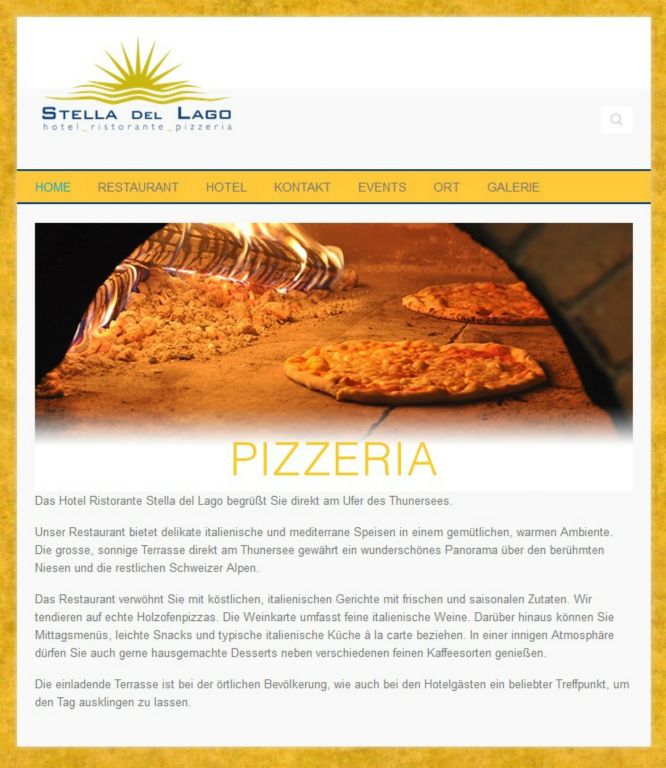 STELLA DEL LAGO
hotel_ristorante_pizzeria
HOME RESTAURANT HOTEL KONTAKT EVENTS ORT GALERIE
PIZZERIA
Das Hotel Ristorante Stella del Lago begrüßt Sie direkt am Ufer des Thunersees.
Unser Restaurant bietet delikate italienische und mediterrane Speisen in einem gemütlichen, warmen Ambiente.
Die grosse, sonnige Terrasse direkt am Thunersee gewährt ein wunderschönes Panorama über den berühmten
Niesen und die restlichen Schweizer Alpen.
Das Restaurant verwöhnt Sie mit köstlichen, italienischen Gerichte mit frischen und saisonalen Zutaten. Wir
tendieren auf echte Holzofenpizzas. Die Weinkarte umfasst feine italienische Weine. Darüber hinaus können Sie
Mittagsmenüs, leichte Snacks und typische italienische Küche à la carte beziehen. In einer innigen Atmosphäre
dürfen Sie auch gerne hausgemachte Desserts neben verschiedenen feinen Kaffeesorten genießen.
Die einladende Terrasse ist bei der örtlichen Bevölkerung, wie auch bei den Hotelgästen ein beliebter Treffpunkt, um
den Tag ausklingen zu lassen.